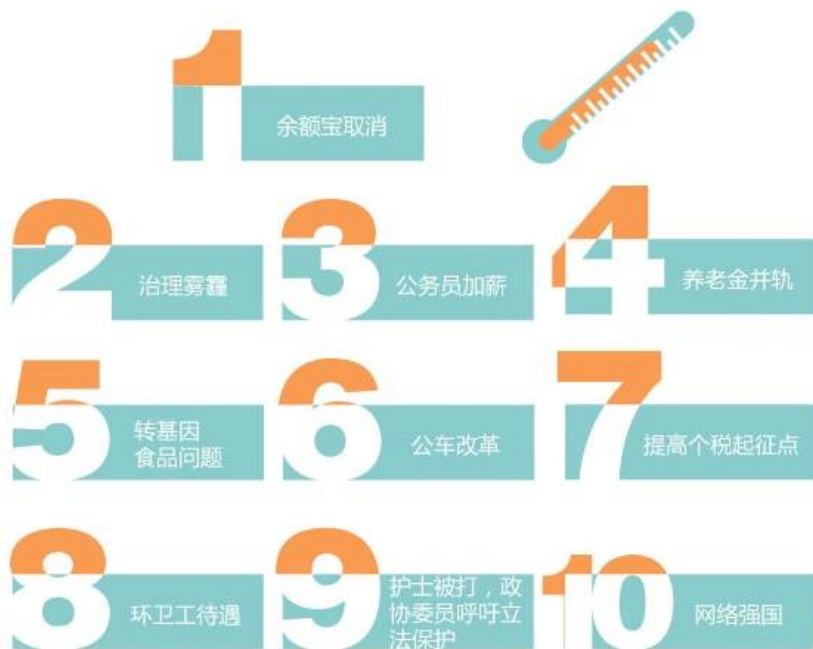 1
余额宝取消
2
治理雾霾
3
公务员加薪
4
养老金并轨
5
转基因
食品问题
6
公车改革
7
提高个税起征点
8
环卫工待遇
9
护士被打，政
协委员呼吁立
法保护
10
网络强国